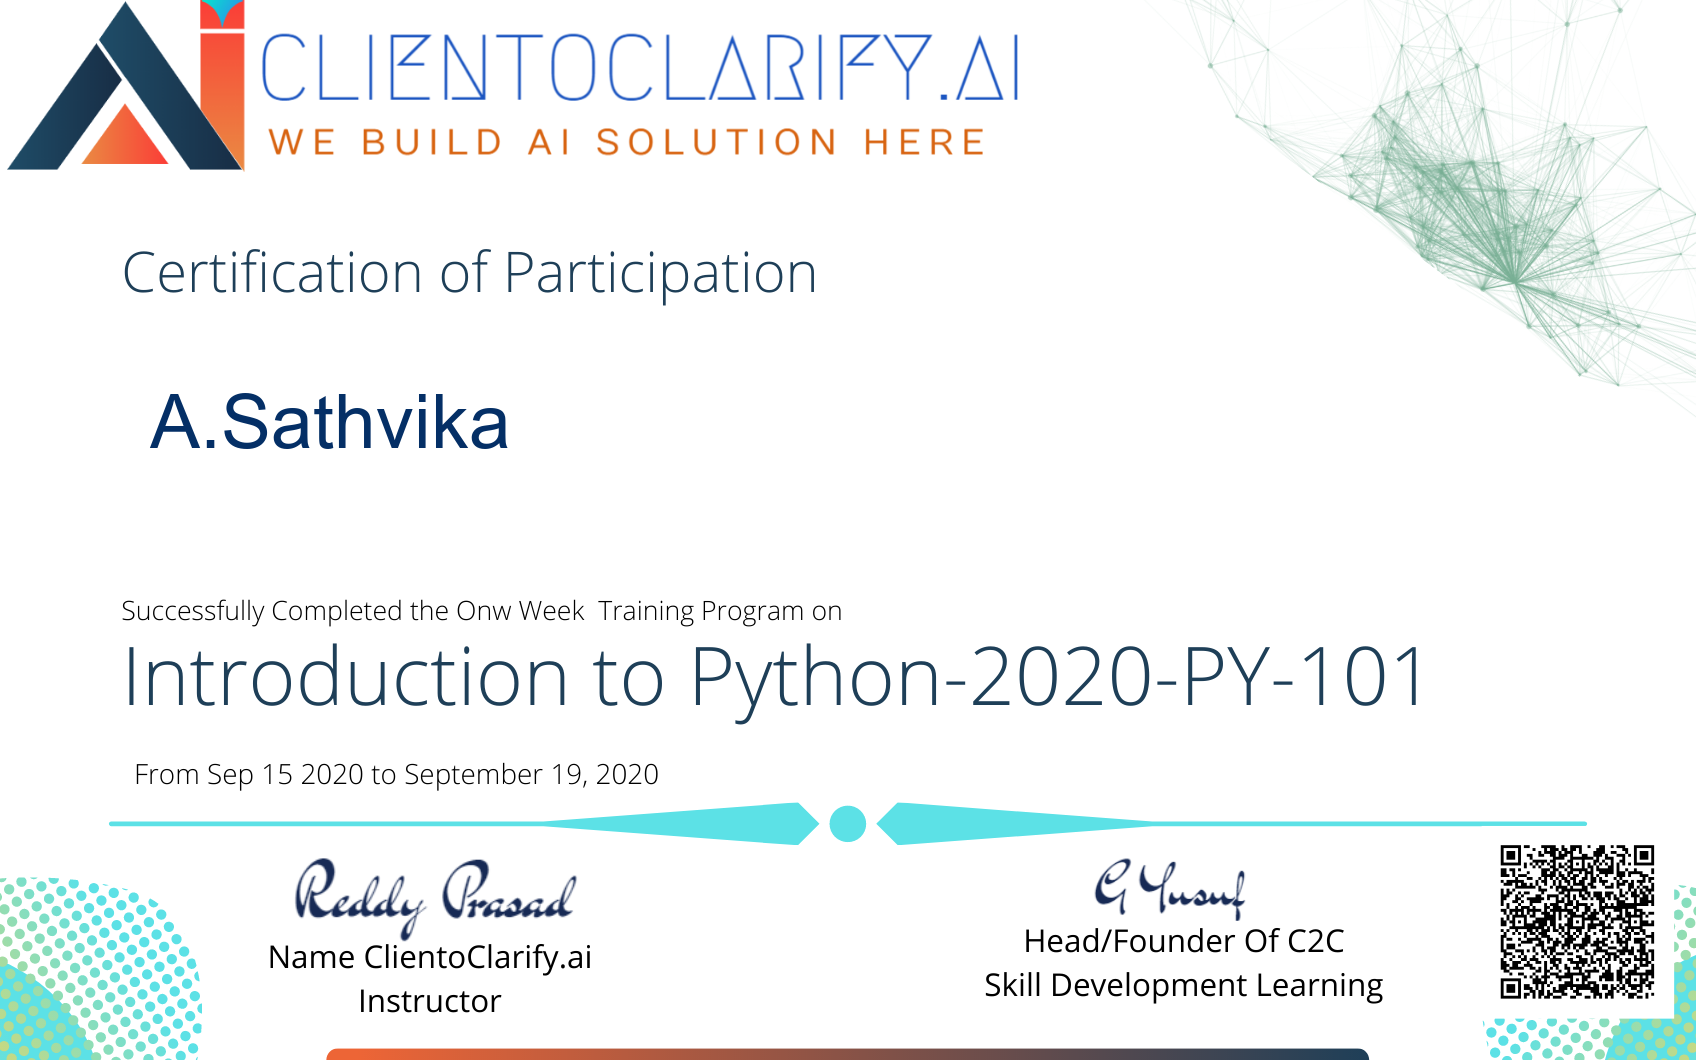 CLIENTOCLARIFY.AI
WE BUILD AI SOLUTION HERE
Certification of Participation
A.Sathvika
Successfully Completed the Onw Week  Training Program on
Introduction to Python-2020-PY-101
From Sep 15 2020 to September 19, 2020
Reddy Prasad
Name ClientoClarify.ai
Instructor
G Yusuf
Head/Founder Of C2C
Skill Development Learning